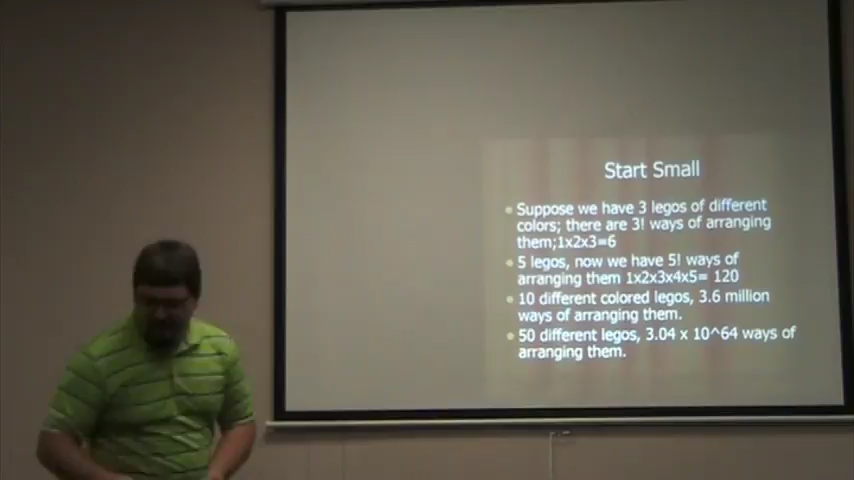 Start Small
• Suppose we have 3 legos of different
colors; there are 3! ways of arranging
them;1x2x3=6
• 5 legos, now we have 5! ways of
arranging them 1x2x3x4x5= 120
• 10 different colored legos, 3.6 million
ways of arranging them.
• 50 different legos, 3.04 x 10^64 ways of
arranging them.